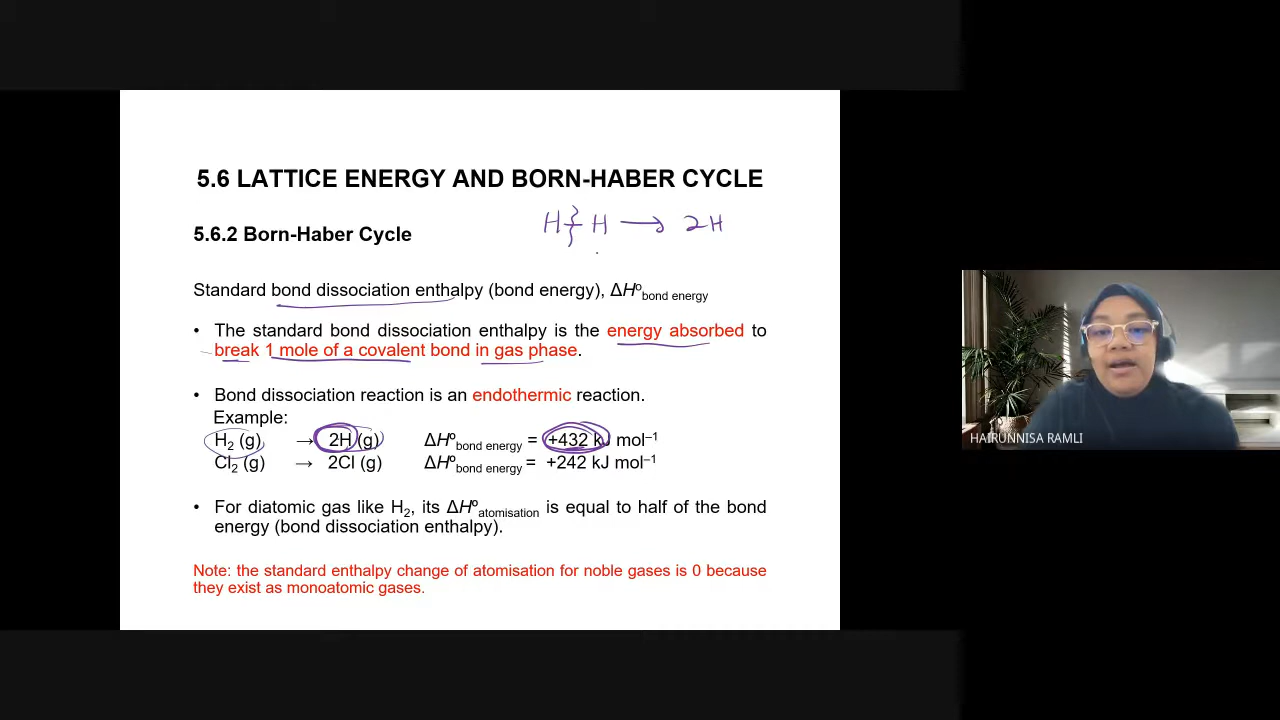 5.6 LATTICE ENERGY AND BORN-HABER CYCLE
H H → 2H
5.6.2 Born-Haber Cycle
Standard bond dissociation enthalpy (bond energy), ΔH° bond energy
• The standard bond dissociation enthalpy is the energy absorbed to
break 1 mole of a covalent bond in gas phase.
• Bond dissociation reaction is an endothermic reaction.
Example:
H₂ (g) → 2H (g) ΔH° bond energy = +432 kJ mol⁻¹
Cl₂ (g) → 2Cl (g) ΔH° bond energy = +242 kJ mol⁻¹
• For diatomic gas like H₂, its ΔH° atomisation is equal to half of the bond
energy (bond dissociation enthalpy).
Note: the standard enthalpy change of atomisation for noble gases is 0 because
they exist as monoatomic gases.
HAIRUNNISA RAMLI